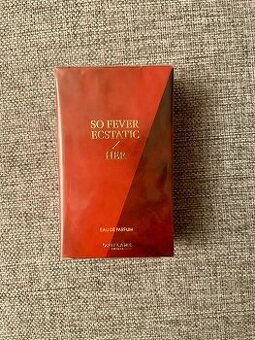 SO FEVER
ECSTATIC
/
HER
EAU DE PARFUM
ORIFLAME